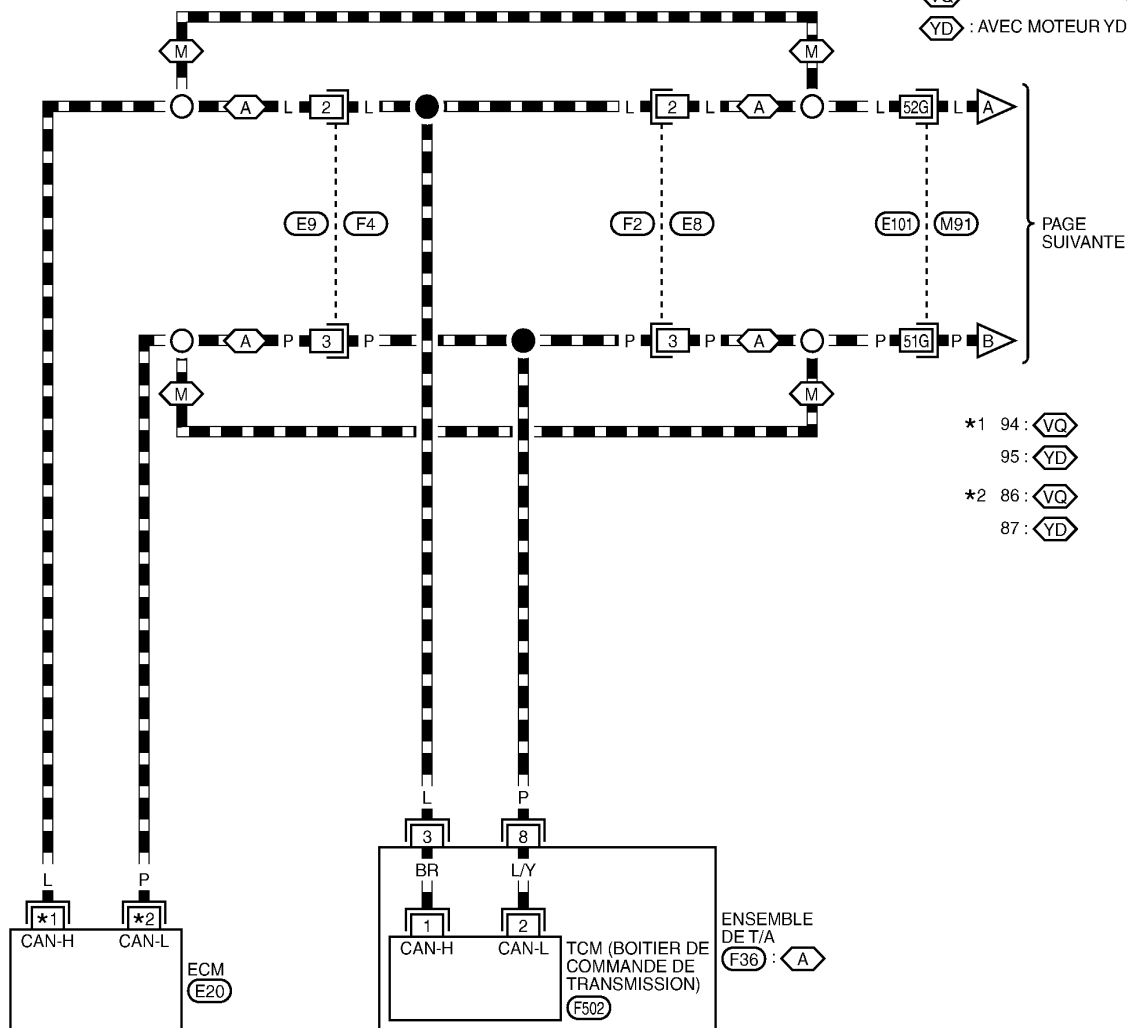 YD : AVEC MOTEUR YD
M M
A L 2 L L 2 L A L 52G L A
E9 F4 F2 E8 E101 M91
PAGE
SUIVANTE
A P 3 P P 3 P A P 51G P B
M M
*1 94 : VQ
95 : YD
*2 86 : VQ
87 : YD
L P
3 8
BR L/Y
L P
*1 *2
CAN-H CAN-L
ECM
E20
1 2
CAN-H CAN-L
TCM (BOITIER DE
COMMANDE DE
TRANSMISSION)
F502
ENSEMBLE
DE T/A
F36 : A